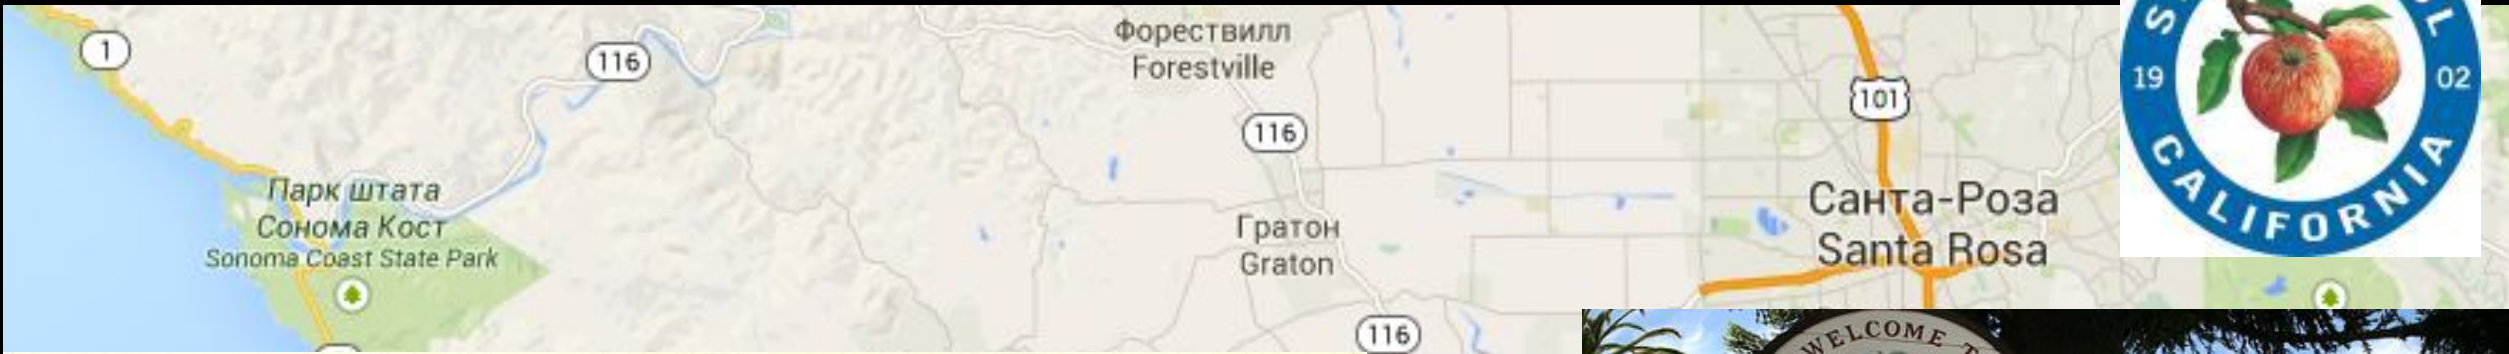 1
116
Форествилл
Forestville
116
101
Парк штата
Сонома Кост
Sonoma Coast State Park
Гратон
Graton
Санта-Роза
Santa Rosa
116
19 02
CALIFORNIA
WELCOME